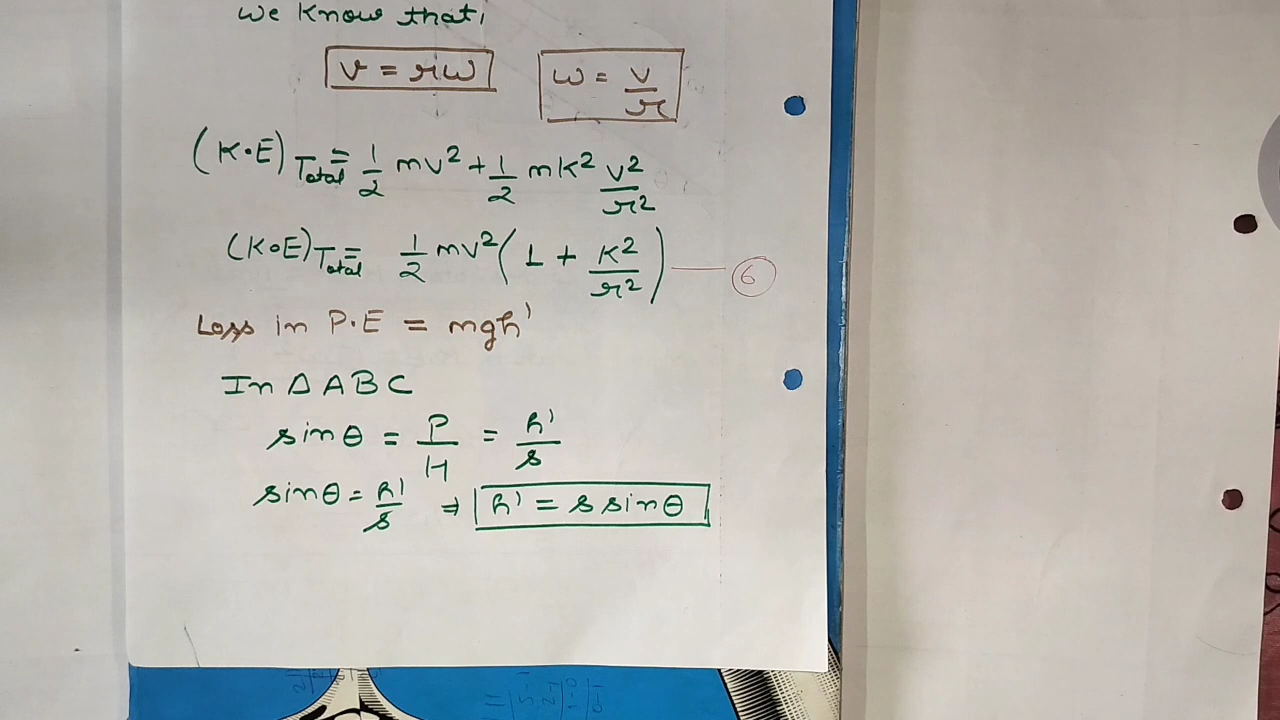 we know that,
v = rω    ω = v/r
(K·E)Total = 1/2 mv² + 1/2 mK² v²/r²
(K·E)Total = 1/2 mv² (1 + K²/r²) — 6
Loss in P.E = mgh'
In Δ ABC
sinθ = P/H = h'/s
sinθ = h'/s ⇒ h' = s sinθ